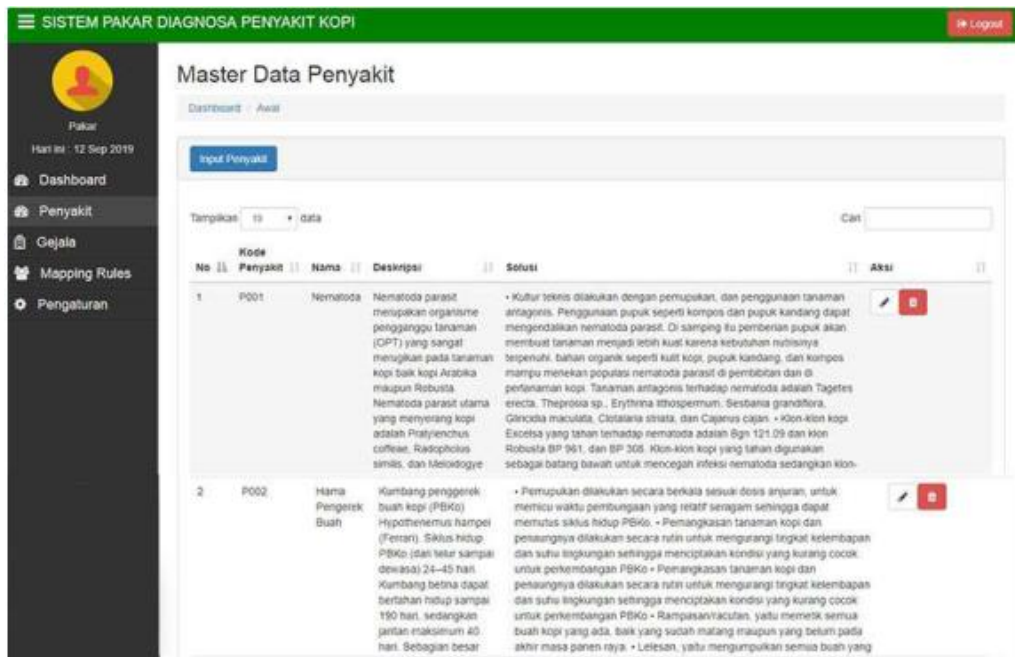 SISTEM PAKAR DIAGNOSA PENYAKIT KOPI
Logout
Pakar
Hari ini : 12 Sep 2019
Dashboard
Penyakit
Gejala
Mapping Rules
Pengaturan
Master Data Penyakit
Dashboard / Awal
Input Penyakit
Tampilkan 10 data
Cari
No Kode Penyakit Nama Deskripsi Solusi Aksi
1
P001
Nematoda
Nematoda parasit
merupakan organisme
pengganggu tanaman
(OPT) yang sangat
merugikan pada tanaman
kopi baik kopi Arabika
maupun Robusta.
Nematoda parasit utama
yang menyerang kopi
adalah Pratylenchus
coffeae, Radopholus
similis, dan Meloidogye
• Kultur teknis dilakukan dengan pemupukan, dan penggunaan tanaman
antagonis. Penggunaan pupuk seperti kompos dan pupuk kandang dapat
mengendalikan nematoda parasit. Di samping itu pemberian pupuk akan
membuat tanaman menjadi lebih kuat karena kebutuhan nutrisinya
terpenuhi. bahan organik seperti kulit kopi, pupuk kandang, dan kompos
mampu menekan populasi nematoda parasit di pembibitan dan di
pertanaman kopi. Tanaman antagonis terhadap nematoda adalah Tagetes
erecta, Theprosia sp., Erythrina lithospermum, Sesbania grandiflora,
Gliricidia maculata, Clotalaria striata, dan Cajanus cajan. • Klon-klon kopi
Excelsa yang tahan terhadap nematoda adalah Bgn 121.09 dan klon
Robusta BP 961, dan BP 308. Klon-klon kopi yang tahan digunakan
sebagai batang bawah untuk mencegah infeksi nematoda sedangkan klon-
2
P002
Hama
Pengerek
Buah
Kumbang penggerek
buah kopi (PBKo)
Hypothenemus hampei
(Ferrari). Siklus hidup
PBKo (dari telur sampai
dewasa) 24–45 hari.
Kumbang betina dapat
bertahan hidup sampai
190 hari, sedangkan
jantan maksimum 40
hari. Sebagian besar
• Pemupukan dilakukan secara berkala sesuai dosis anjuran, untuk
memicu waktu pembungaan yang relatif seragam sehingga dapat
memutus siklus hidup PBKo. • Pemangkasan tanaman kopi dan
penaungnya dilakukan secara rutin untuk mengurangi tingkat kelembapan
dan suhu lingkungan sehingga menciptakan kondisi yang kurang cocok
untuk perkembangan PBKo • Pemangkasan tanaman kopi dan
penaungnya dilakukan secara rutin untuk mengurangi tingkat kelembapan
dan suhu lingkungan sehingga menciptakan kondisi yang kurang cocok
untuk perkembangan PBKo • Rampasan/racutan, yaitu memetik semua
buah kopi yang ada, baik yang sudah matang maupun yang belum pada
akhir masa panen raya. • Lelesan, yaitu mengumpulkan semua buah yang